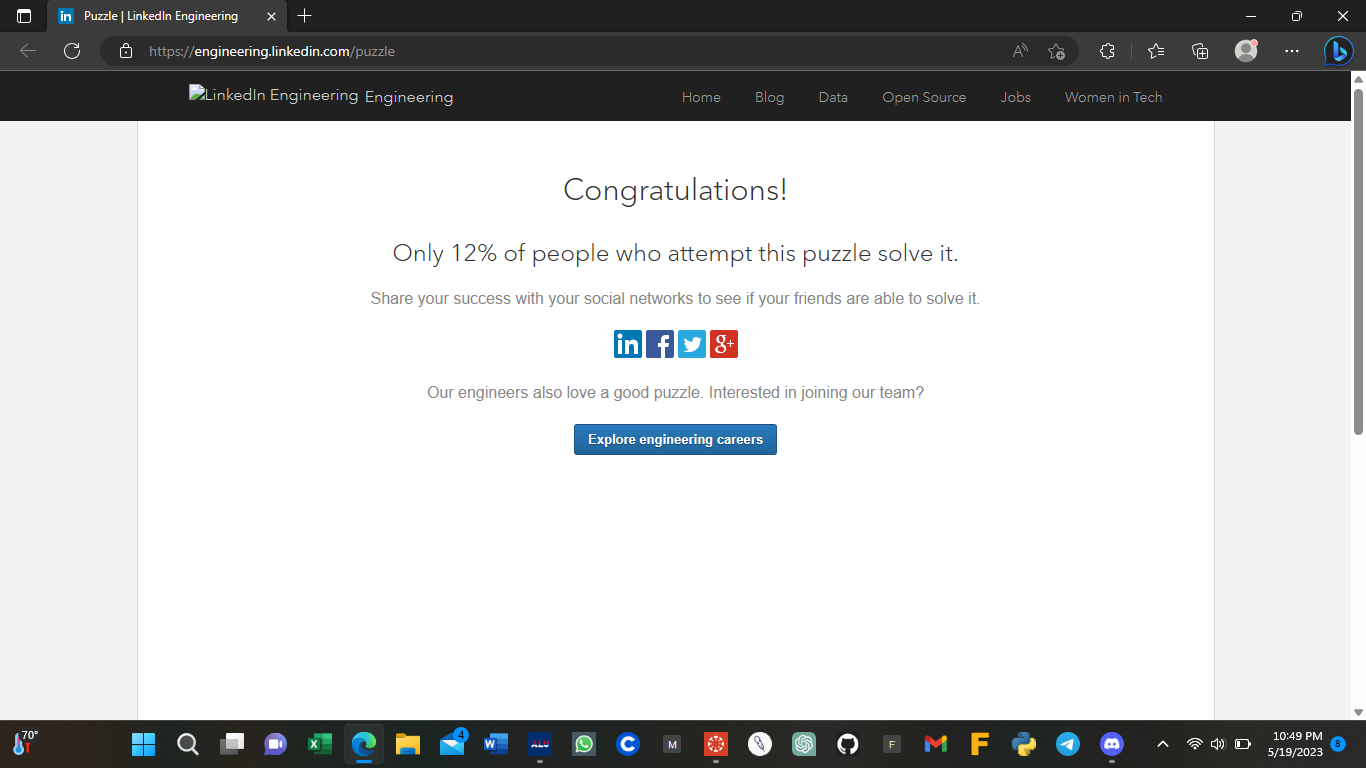 Puzzle | LinkedIn Engineering
https://engineering.linkedin.com/puzzle
LinkedIn Engineering Engineering
Home Blog Data Open Source Jobs Women in Tech
Congratulations!
Only 12% of people who attempt this puzzle solve it.
Share your success with your social networks to see if your friends are able to solve it.
in f g+
Our engineers also love a good puzzle. Interested in joining our team?
Explore engineering careers
70°
4
ALU
C
M
F
F
10:49 PM
5/19/2023
8